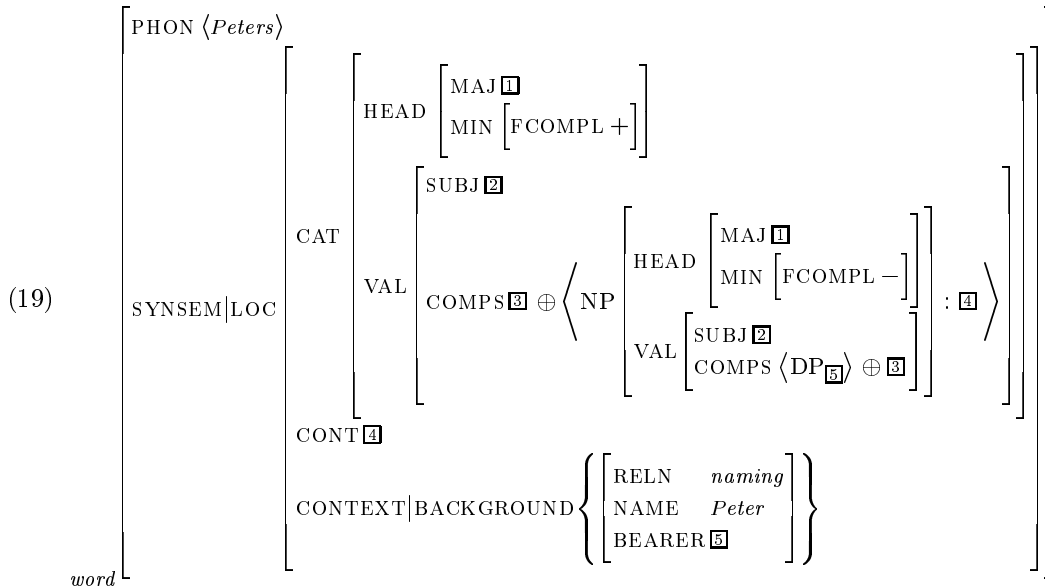 PHON ⟨Peters⟩
MAJ 1
HEAD
MIN [FCOMPL +]
SUBJ 2
CAT
MAJ 1
HEAD
MIN [FCOMPL −]
(19)
VAL
SYNSEM|LOC
COMPS 3 ⊕ ⟨ NP : 4 ⟩
SUBJ 2
VAL
COMPS ⟨DP 5⟩ ⊕ 3
CONT 4
RELN naming
CONTEXT|BACKGROUND { NAME Peter }
BEARER 5
word